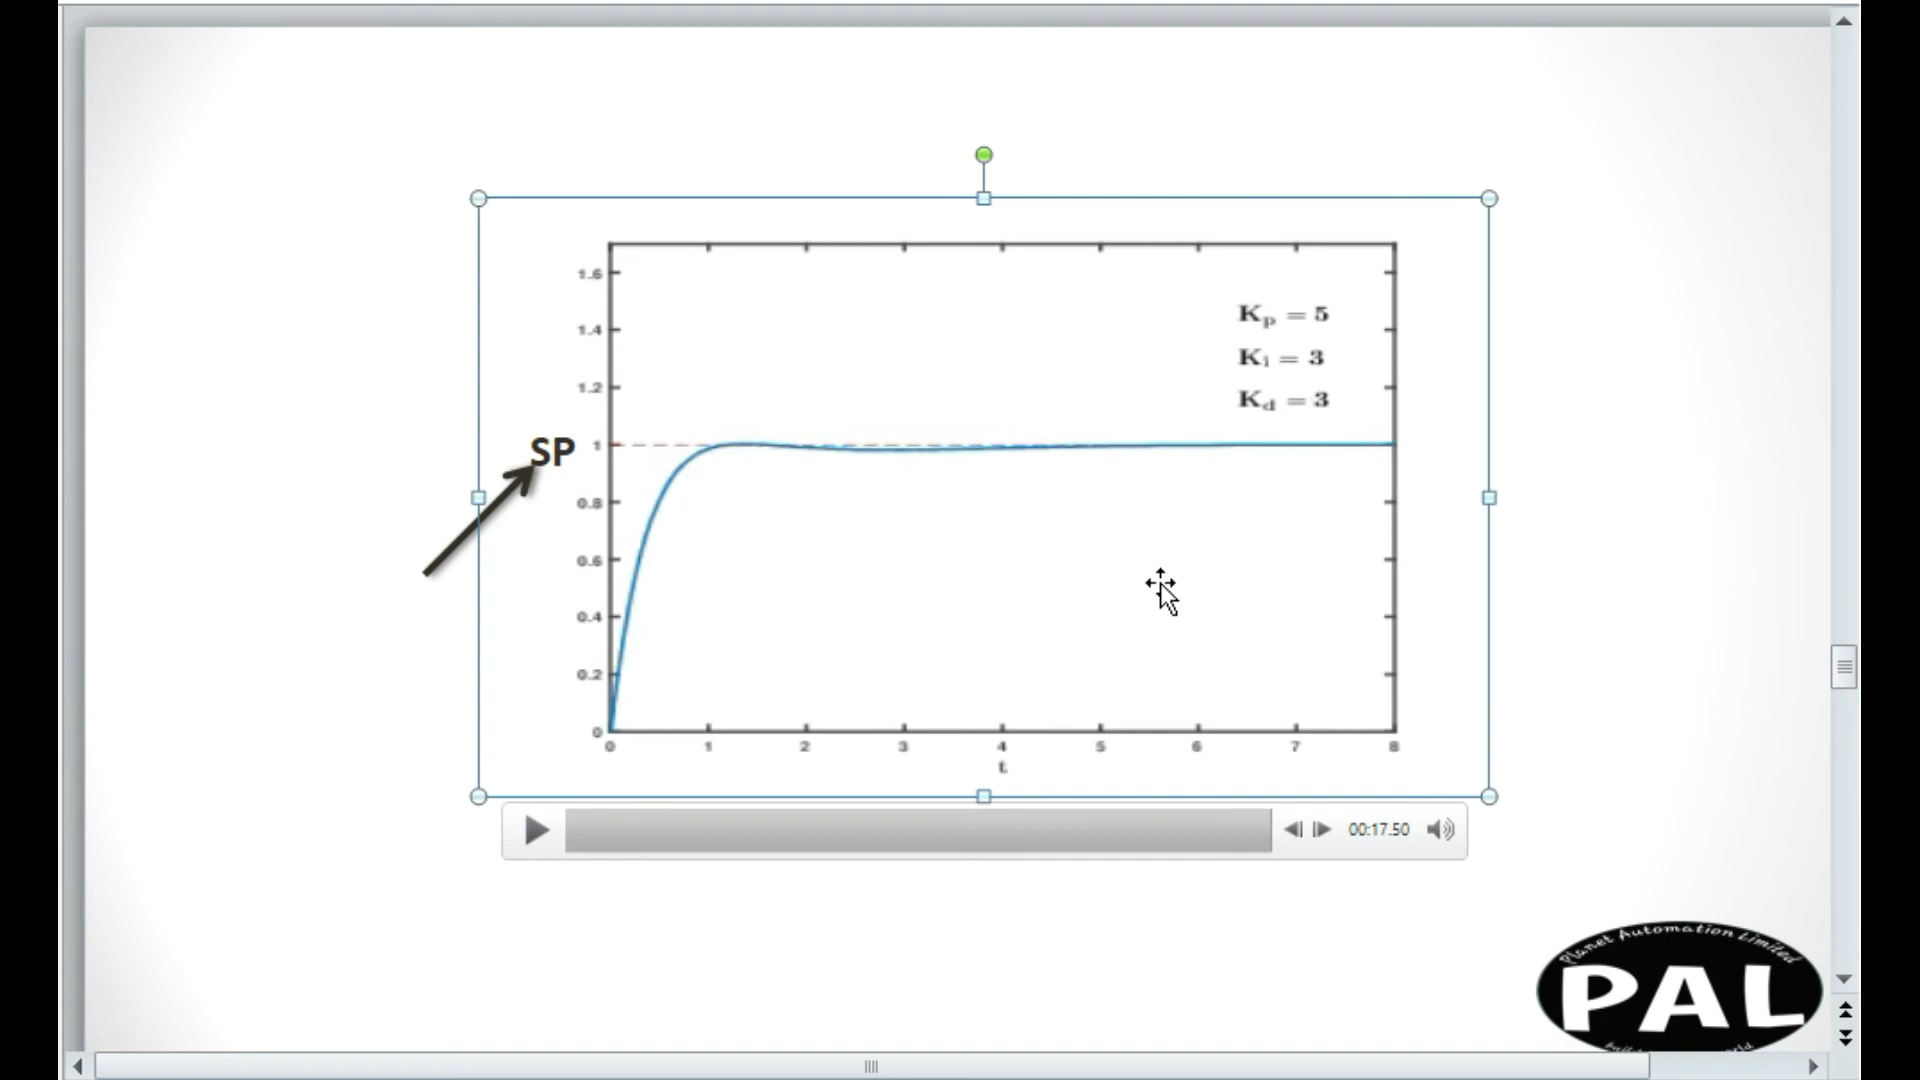 1.6
1.4
1.2
1
0.8
0.6
0.4
0.2
0
0 1 2 3 4 5 6 7 8
t
Kp = 5
Ki = 3
Kd = 3
SP
00:17.50
Planet Automation Limited
PAL